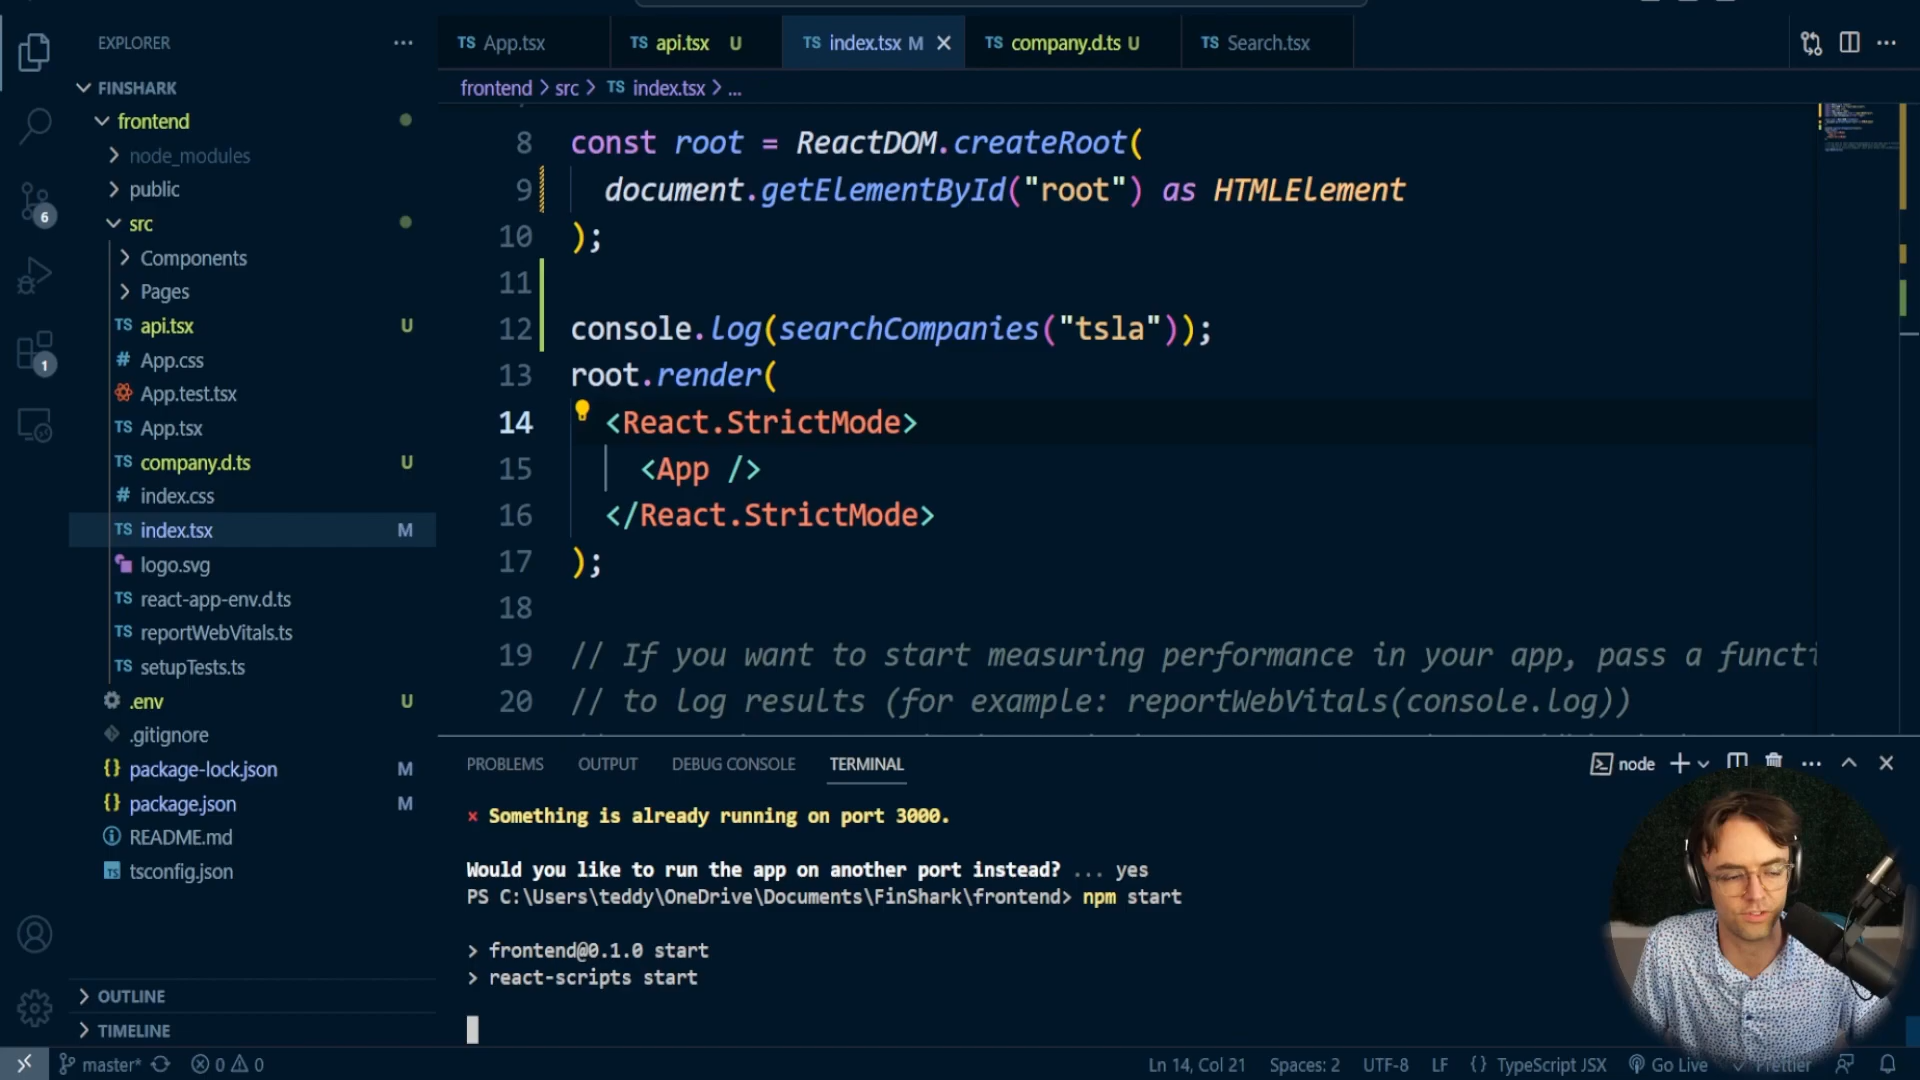 EXPLORER
FINSHARK
frontend
node_modules
public
src
Components
Pages
TS api.tsx U
# App.css
App.test.tsx
TS App.tsx
TS company.d.ts U
# index.css
TS index.tsx M
logo.svg
TS react-app-env.d.ts
TS reportWebVitals.ts
TS setupTests.ts
.env U
.gitignore
{} package-lock.json M
{} package.json M
README.md
TS tsconfig.json
OUTLINE
TIMELINE
6
1
TS App.tsx
TS api.tsx U
TS index.tsx M
TS company.d.ts U
TS Search.tsx
frontend > src > TS index.tsx > ...
8 const root = ReactDOM.createRoot(
9 document.getElementById("root") as HTMLElement
10 );
11
12 console.log(searchCompanies("tsla"));
13 root.render(
14 <React.StrictMode>
15 <App />
16 </React.StrictMode>
17 );
18
19 // If you want to start measuring performance in your app, pass a functi
20 // to log results (for example: reportWebVitals(console.log))
PROBLEMS OUTPUT DEBUG CONSOLE TERMINAL
node
× Something is already running on port 3000.
Would you like to run the app on another port instead? ... yes
PS C:\Users\teddy\OneDrive\Documents\FinShark\frontend> npm start
> frontend@0.1.0 start
> react-scripts start
master* 0 0
Ln 14, Col 21 Spaces: 2 UTF-8 LF {} TypeScript JSX Go Live Prettier